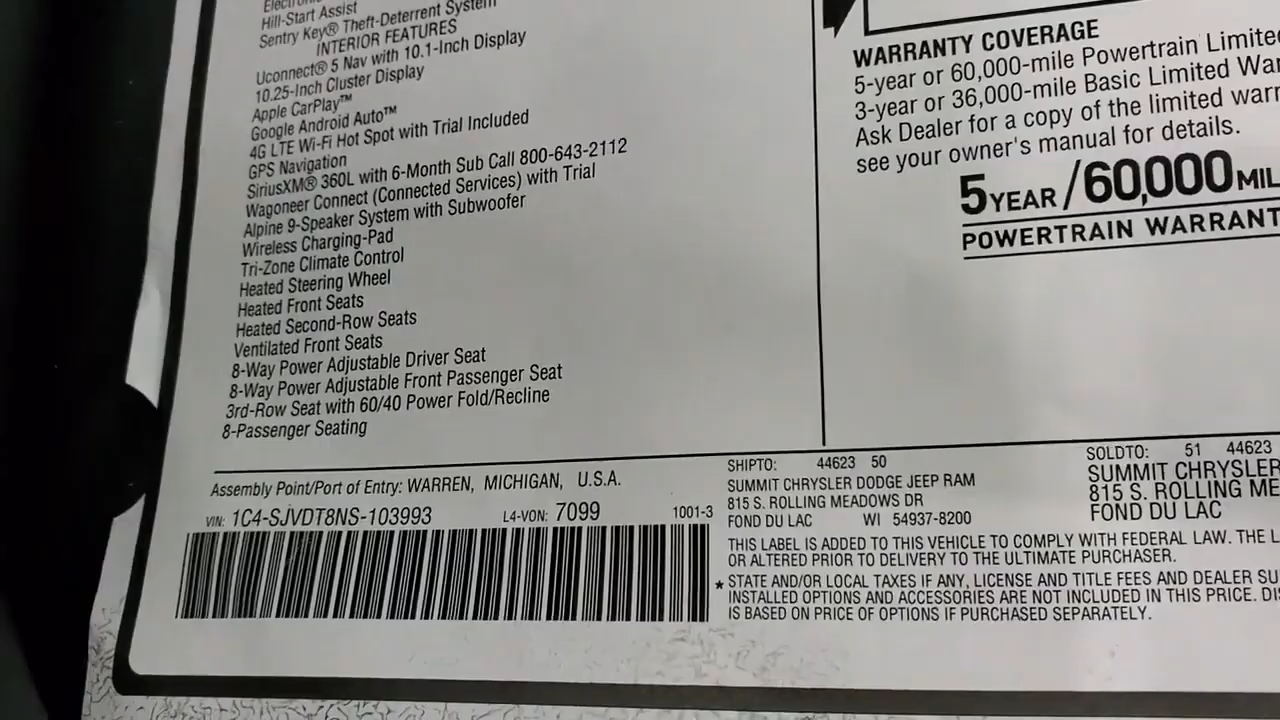 Hill-Start Assist
Sentry Key® Theft-Deterrent System
INTERIOR FEATURES
Uconnect® 5 Nav with 10.1-Inch Display
10.25-Inch Cluster Display
Apple CarPlay™
Google Android Auto™
4G LTE Wi-Fi Hot Spot with Trial Included
GPS Navigation
SiriusXM® 360L with 6-Month Sub Call 800-643-2112
Wagoneer Connect (Connected Services) with Trial
Alpine 9-Speaker System with Subwoofer
Wireless Charging-Pad
Tri-Zone Climate Control
Heated Steering Wheel
Heated Front Seats
Heated Second-Row Seats
Ventilated Front Seats
8-Way Power Adjustable Driver Seat
8-Way Power Adjustable Front Passenger Seat
3rd-Row Seat with 60/40 Power Fold/Recline
8-Passenger Seating
WARRANTY COVERAGE
5-year or 60,000-mile Powertrain Limite
3-year or 36,000-mile Basic Limited Wa
Ask Dealer for a copy of the limited warr
see your owner's manual for details.
5 YEAR /60,000 MIL
POWERTRAIN WARRANT
Assembly Point/Port of Entry: WARREN, MICHIGAN, U.S.A.
VIN: 1C4-SJVDT8NS-103993 L4-VON: 7099 1001-3
SHIPTO: 44623 50
SUMMIT CHRYSLER DODGE JEEP RAM
815 S. ROLLING MEADOWS DR
FOND DU LAC WI 54937-8200
SOLDTO: 51 44623
SUMMIT CHRYSLER
815 S. ROLLING ME
FOND DU LAC
THIS LABEL IS ADDED TO THIS VEHICLE TO COMPLY WITH FEDERAL LAW. THE L
OR ALTERED PRIOR TO DELIVERY TO THE ULTIMATE PURCHASER.
* STATE AND/OR LOCAL TAXES IF ANY, LICENSE AND TITLE FEES AND DEALER SU
INSTALLED OPTIONS AND ACCESSORIES ARE NOT INCLUDED IN THIS PRICE. DI
IS BASED ON PRICE OF OPTIONS IF PURCHASED SEPARATELY.